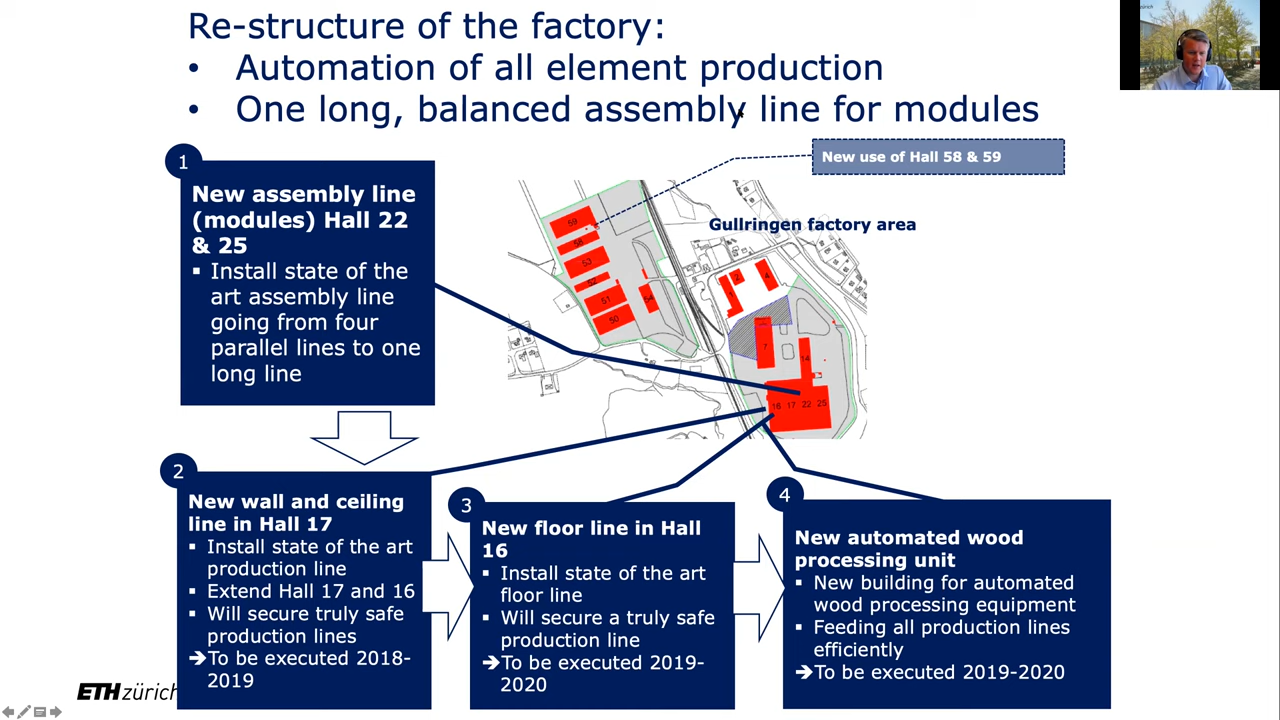 Re-structure of the factory:
• Automation of all element production
• One long, balanced assembly line for modules
zürich
1
New assembly line
(modules) Hall 22
& 25
▪ Install state of the
art assembly line
going from four
parallel lines to one
long line
New use of Hall 58 & 59
Gullringen factory area
59
58
53
52
51
50
54
2
4
7
14
16 17 22 25
2
New wall and ceiling
line in Hall 17
▪ Install state of the art
production line
▪ Extend Hall 17 and 16
▪ Will secure truly safe
production lines
➔To be executed 2018-
2019
3
New floor line in Hall
16
▪ Install state of the art
floor line
▪ Will secure a truly safe
production line
➔To be executed 2019-
2020
4
New automated wood
processing unit
▪ New building for automated
wood processing equipment
▪ Feeding all production lines
efficiently
➔To be executed 2019-2020
ETH zürich